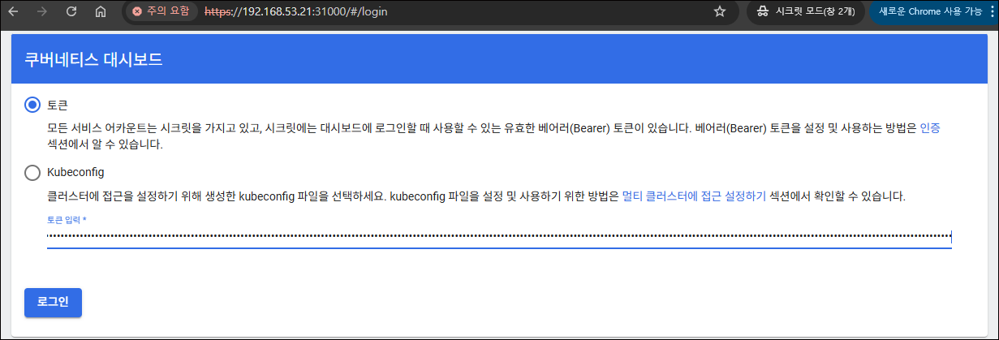 주의 요함
https://192.168.53.21:31000/#/login
시크릿 모드(창 2개)
새로운 Chrome 사용 가능
쿠버네티스 대시보드
토큰
모든 서비스 어카운트는 시크릿을 가지고 있고, 시크릿에는 대시보드에 로그인할 때 사용할 수 있는 유효한 베어러(Bearer) 토큰이 있습니다. 베어러(Bearer) 토큰을 설정 및 사용하는 방법은 인증
섹션에서 알 수 있습니다.
Kubeconfig
클러스터에 접근을 설정하기 위해 생성한 kubeconfig 파일을 선택하세요. kubeconfig 파일을 설정 및 사용하기 위한 방법은 멀티 클러스터에 접근 설정하기 섹션에서 확인할 수 있습니다.
토큰 입력 *
로그인